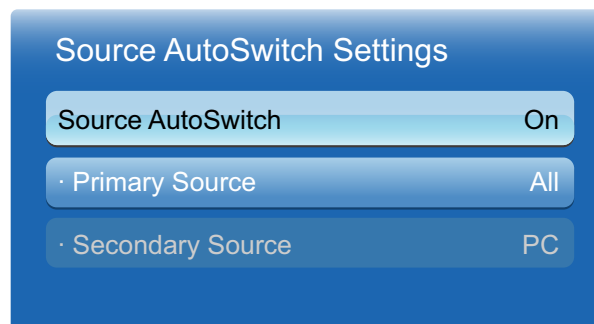 Source AutoSwitch Settings
Source AutoSwitch On
· Primary Source All
· Secondary Source PC